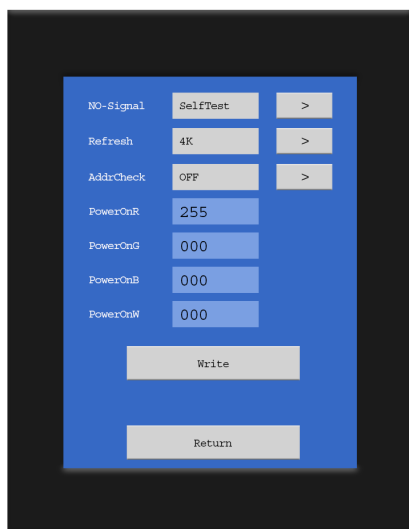 NO-Signal SelfTest >
Refresh 4K >
AddrCheck OFF >
PowerOnR 255
PowerOnG 000
PowerOnB 000
PowerOnW 000
Write
Return